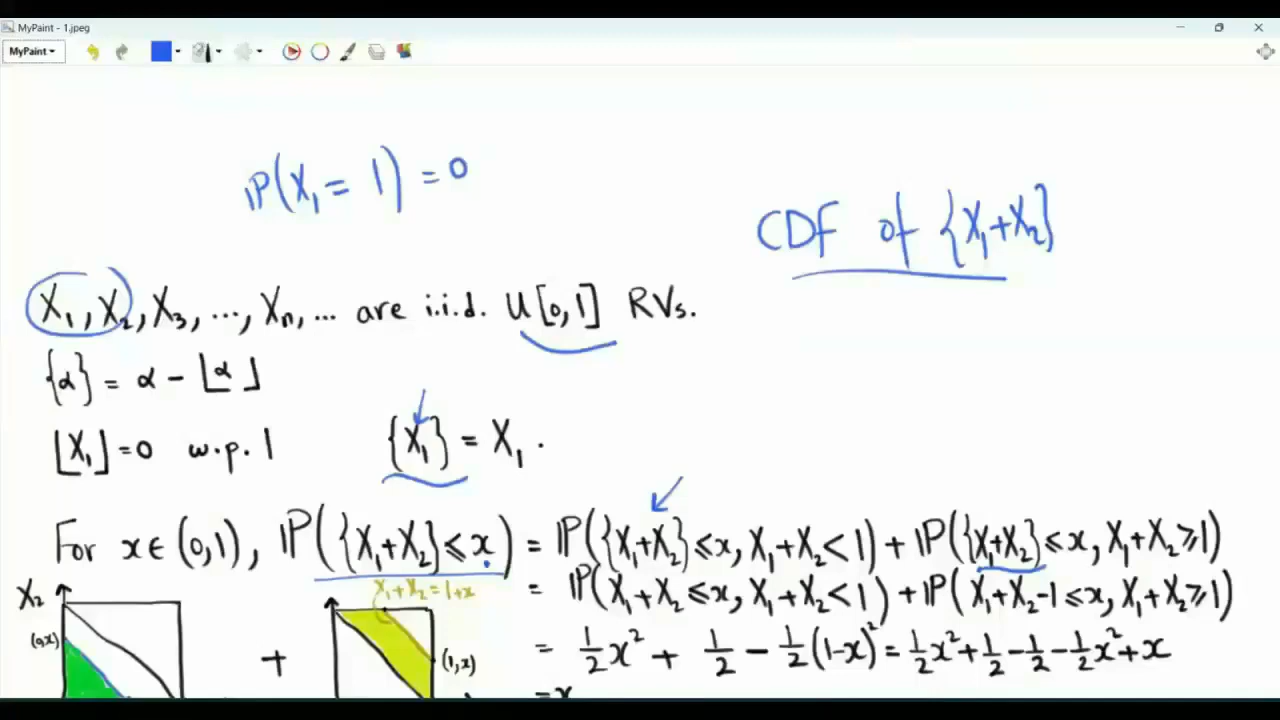 MyPaint - 1.jpeg
MyPaint
ℙ(X₁ = 1) = 0
CDF of {X₁+X₂}
X₁, X₂, X₃, ..., Xₙ, ... are i.i.d. U[0,1] RVs.
{α} = α - ⌊α⌋
⌊X₁⌋ = 0 w.p. 1 {X₁} = X₁.
For x ∈ (0,1), ℙ({X₁+X₂} ≤ x) = ℙ({X₁+X₂} ≤ x, X₁+X₂ < 1) + ℙ({X₁+X₂} ≤ x, X₁+X₂ ≥ 1)
= ℙ(X₁+X₂ ≤ x, X₁+X₂ < 1) + ℙ(X₁+X₂-1 ≤ x, X₁+X₂ ≥ 1)
= ½x² + ½ - ½(1-x)² = ½x² + ½ - ½ - ½x² + x
= x
X₂
(0,x)
+
X₁+X₂ = 1+x
(1,x)